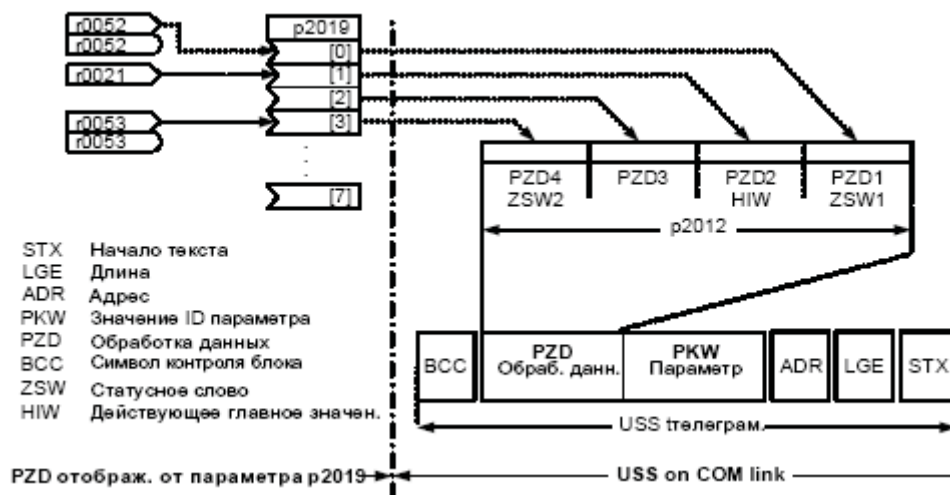 r0052
r0052
p2019
[0]
r0021
[1]
[2]
r0053
r0053
[3]
[7]
PZD4
ZSW2
PZD3
PZD2
HIW
PZD1
ZSW1
p2012
STX Начало текста
LGE Длина
ADR Адрес
PKW Значение ID параметра
PZD Обработка данных
BCC Символ контроля блока
ZSW Статусное слово
HIW Действующее главное значен.
BCC
PZD
Обраб. данн.
PKW
Параметр
ADR
LGE
STX
USS tтелеграм.
PZD отображ. от параметра p2019
USS on COM link